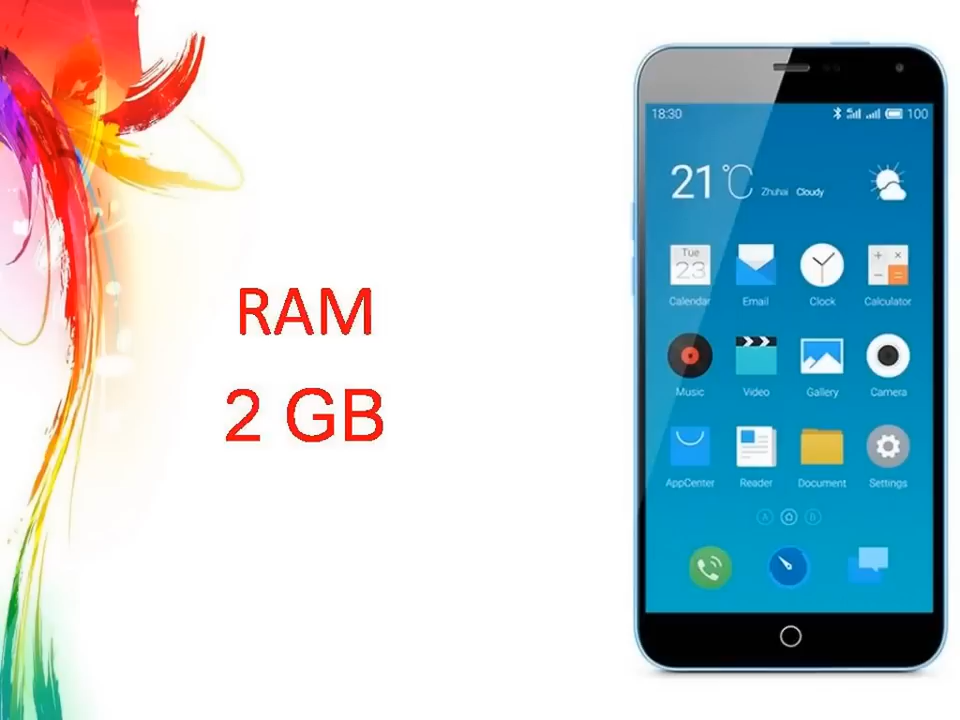 RAM
2 GB
18:30 100
21℃ Zhuhai Cloudy
Tue
23
Calendar Email Clock Calculator
Music Video Gallery Camera
AppCenter Reader Document Settings
A B